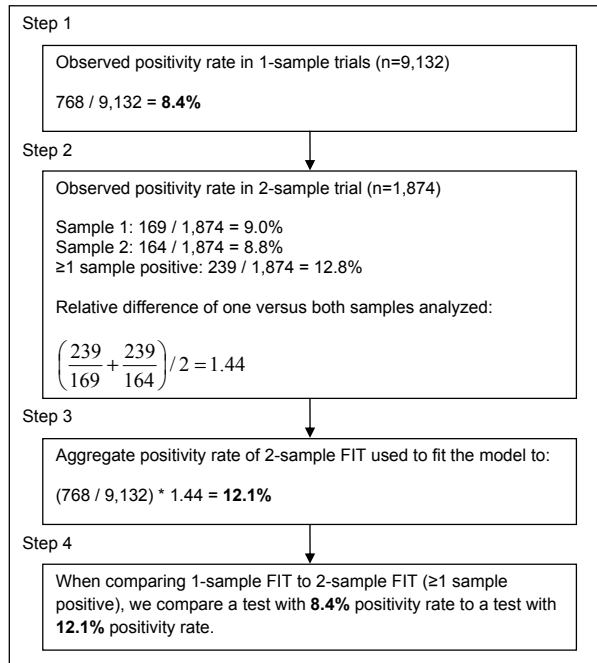 Step 1
Observed positivity rate in 1-sample trials (n=9,132)
768 / 9,132 = 8.4%
Step 2
Observed positivity rate in 2-sample trial (n=1,874)
Sample 1: 169 / 1,874 = 9.0%
Sample 2: 164 / 1,874 = 8.8%
≥1 sample positive: 239 / 1,874 = 12.8%
Relative difference of one versus both samples analyzed:
(239/169 + 239/164) / 2 = 1.44
Step 3
Aggregate positivity rate of 2-sample FIT used to fit the model to:
(768 / 9,132) * 1.44 = 12.1%
Step 4
When comparing 1-sample FIT to 2-sample FIT (≥1 sample
positive), we compare a test with 8.4% positivity rate to a test with
12.1% positivity rate.